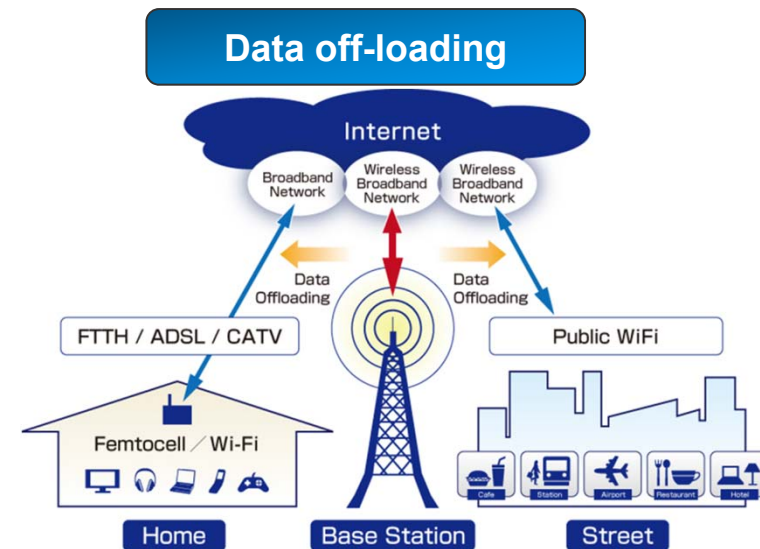 Data off-loading
Internet
Broadband
Network
Wireless
Broadband
Network
Wireless
Broadband
Network
Data
Offloading
Data
Offloading
FTTH / ADSL / CATV
Public WiFi
Femtocell / Wi-Fi
Cafe
Station
Airport
Restaurant
Hotel
Home
Base Station
Street